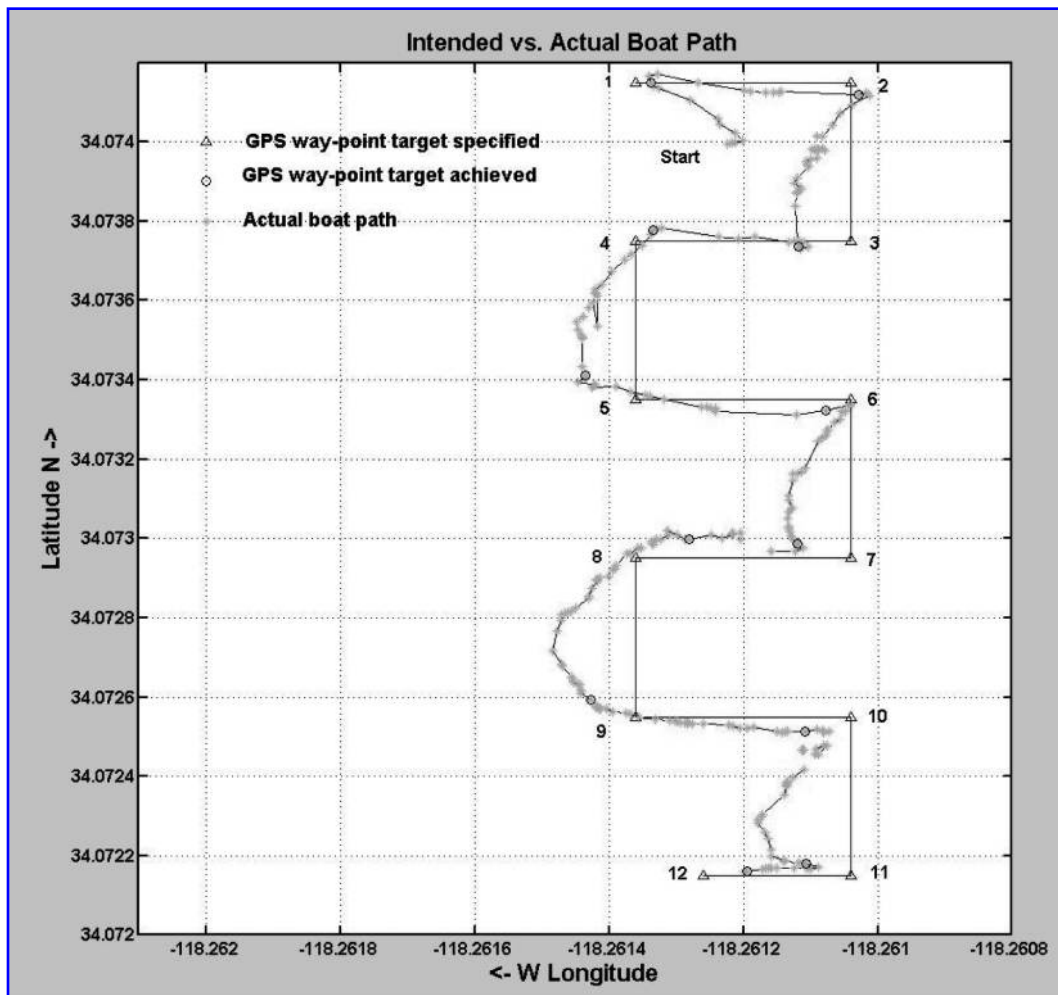 Intended vs. Actual Boat Path
1
2
GPS way-point target specified
34.074
Start
GPS way-point target achieved
Actual boat path
34.0738
4
3
34.0736
34.0734
5
6
Latitude N ->
34.0732
34.073
8
7
34.0728
34.0726
9
10
34.0724
34.0722
12
11
34.072
-118.262 -118.2618 -118.2616 -118.2614 -118.2612 -118.261 -118.2608
<- W Longitude